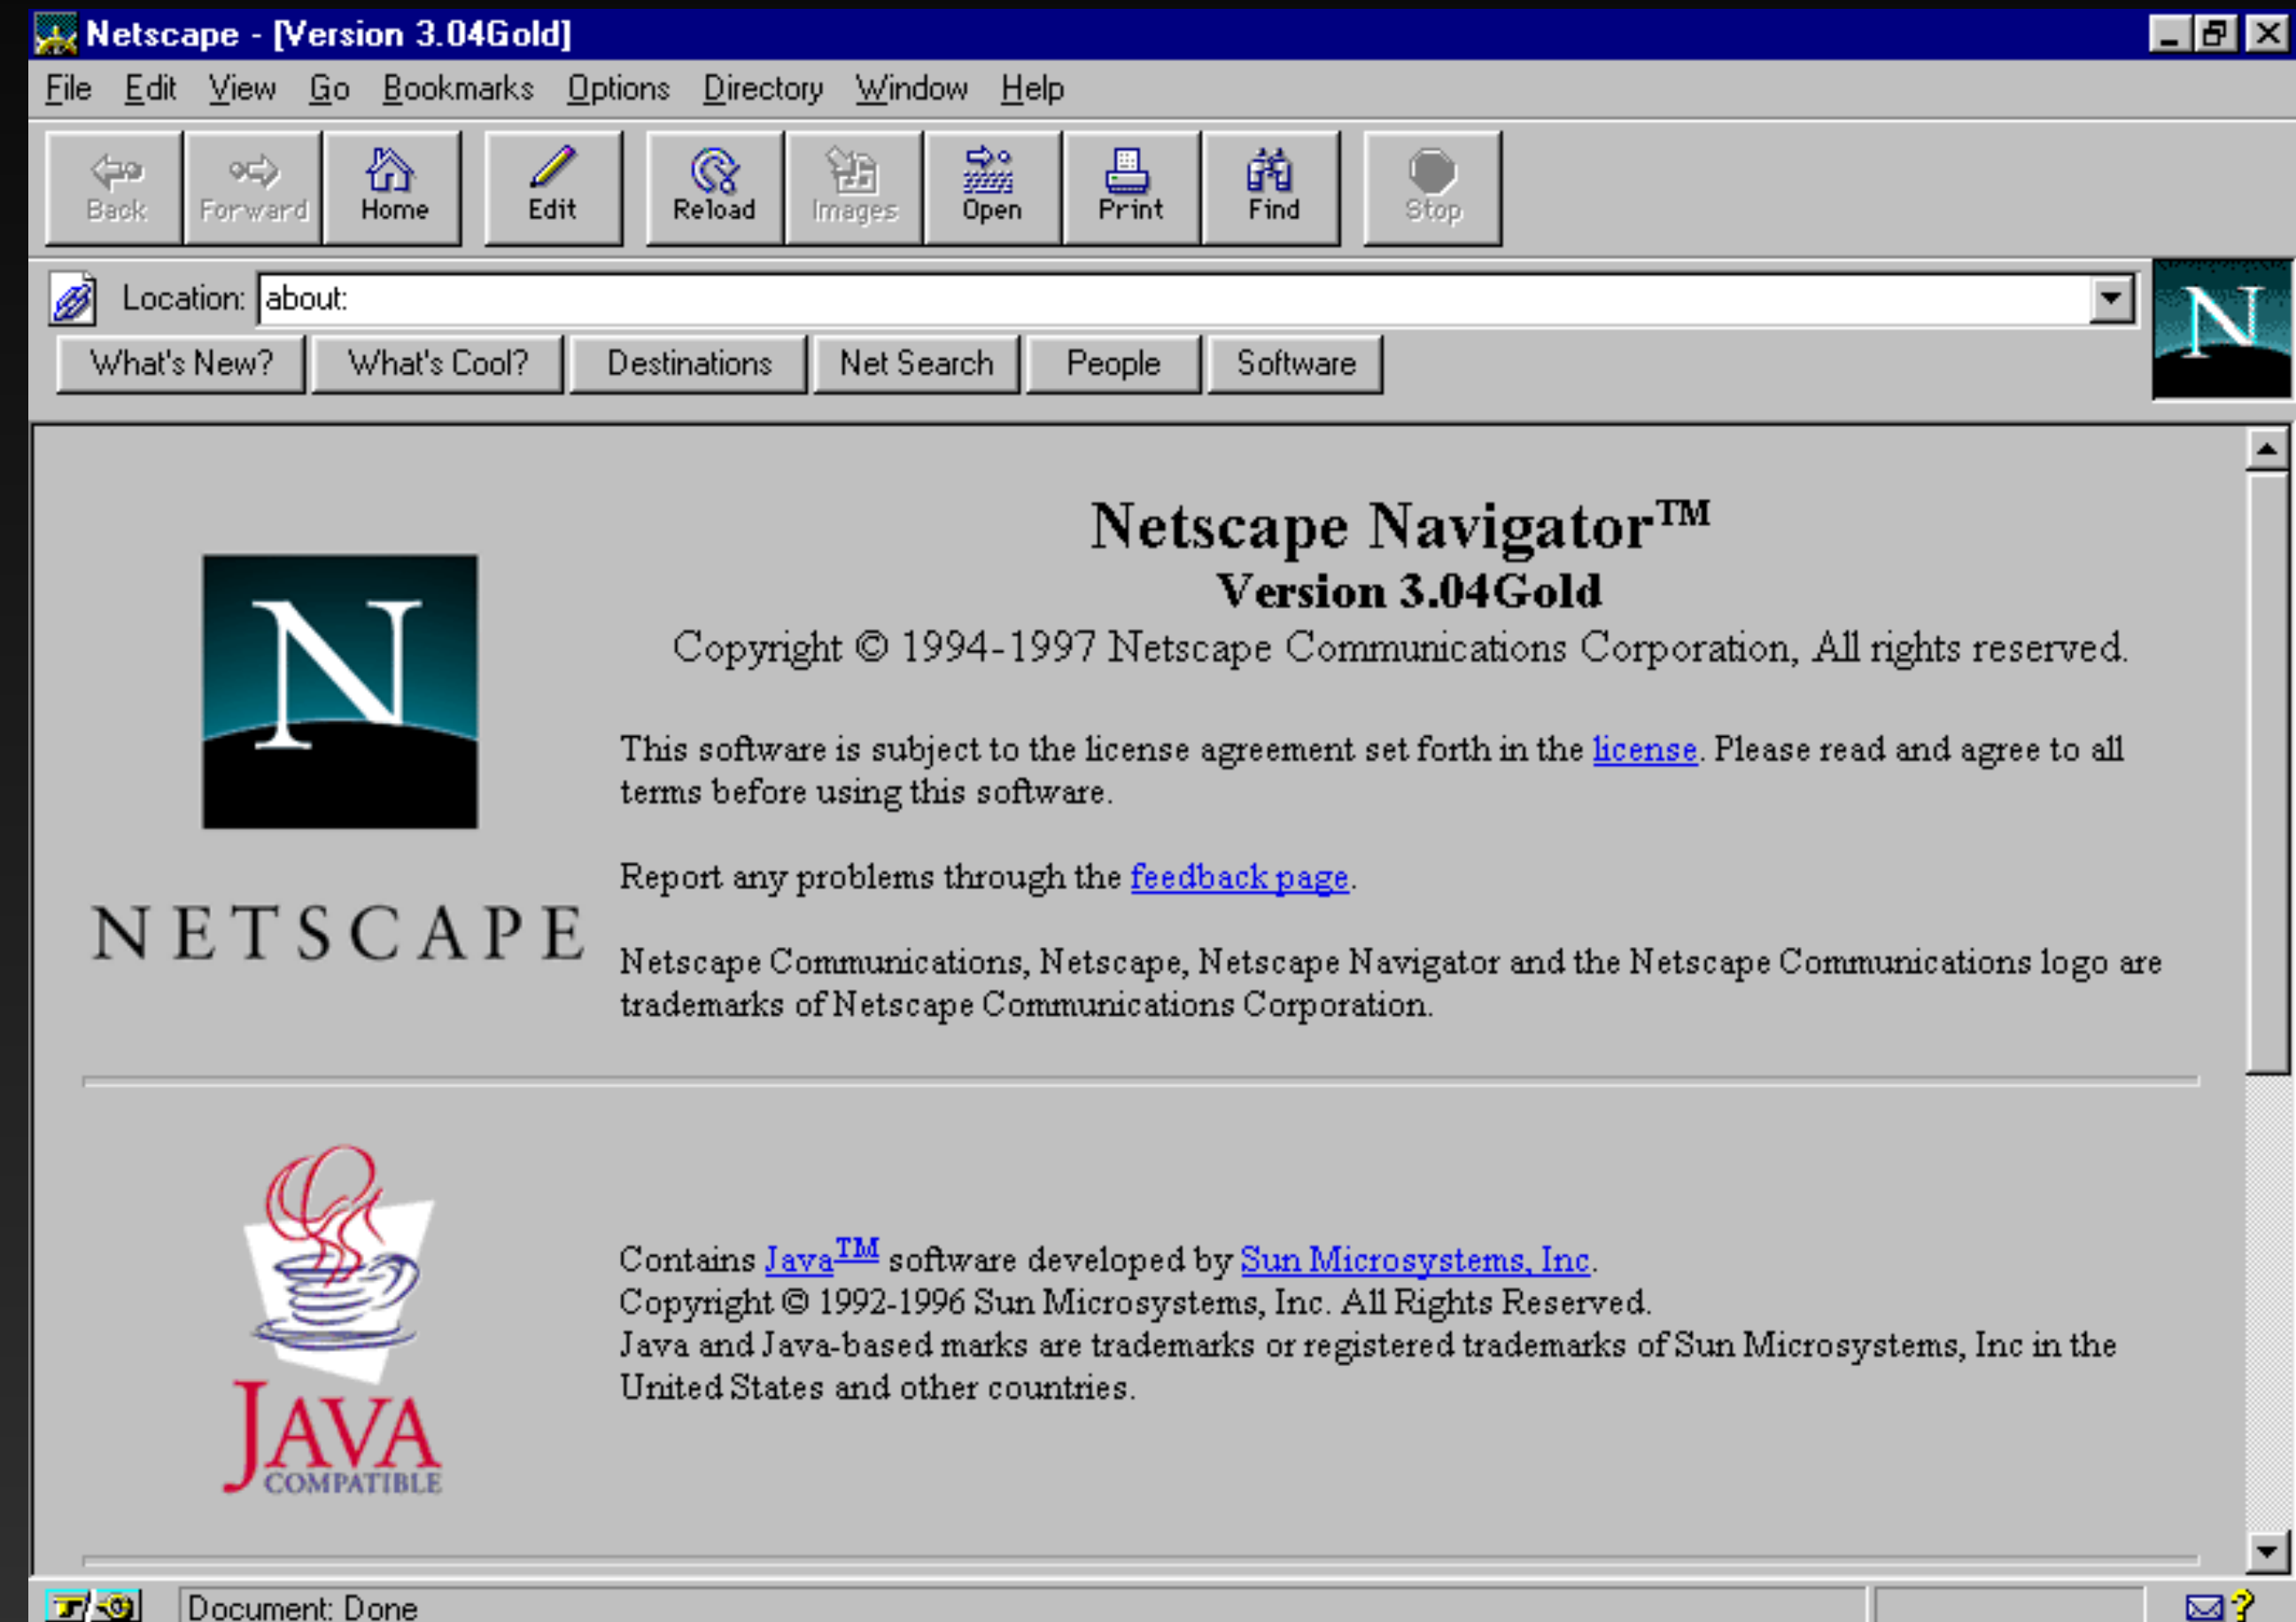 Netscape - [Version 3.04Gold]
File Edit View Go Bookmarks Options Directory Window Help
Back Forward Home Edit Reload Images Open Print Find Stop
Location: about:
N
What's New? What's Cool? Destinations Net Search People Software
Netscape Navigator™
Version 3.04Gold
Copyright © 1994-1997 Netscape Communications Corporation, All rights reserved.
N
NETSCAPE
This software is subject to the license agreement set forth in the license. Please read and agree to all
terms before using this software.
Report any problems through the feedback page.
Netscape Communications, Netscape, Netscape Navigator and the Netscape Communications logo are
trademarks of Netscape Communications Corporation.
JAVA
COMPATIBLE
Contains Java™ software developed by Sun Microsystems, Inc.
Copyright © 1992-1996 Sun Microsystems, Inc. All Rights Reserved.
Java and Java-based marks are trademarks or registered trademarks of Sun Microsystems, Inc in the
United States and other countries.
Document: Done
?